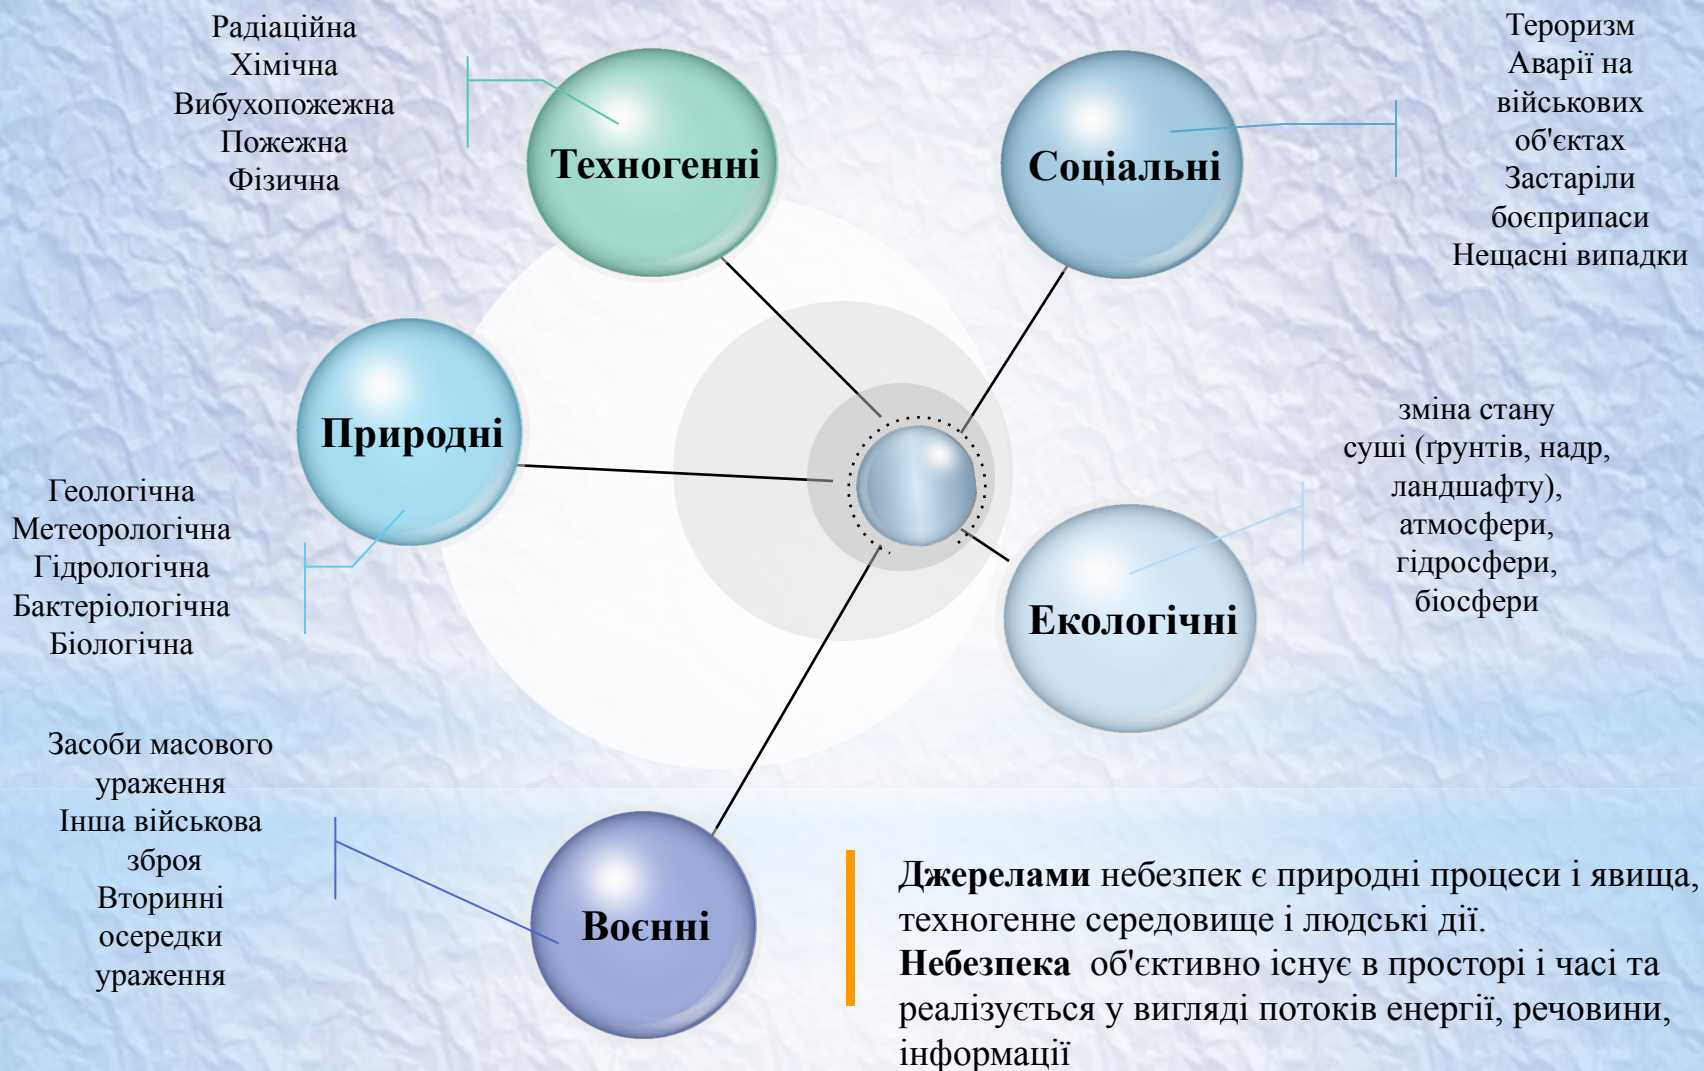 Радіаційна
Хімічна
Вибухопожежна
Пожежна
Фізична
Техногенні
Соціальні
Тероризм
Аварії на
військових
об'єктах
Застаріли
боєприпаси
Нещасні випадки
Природні
Геологічна
Метеорологічна
Гідрологічна
Бактеріологічна
Біологічна
зміна стану
суші (ґрунтів, надр,
ландшафту),
атмосфери,
гідросфери,
біосфери
Екологічні
Засоби масового
ураження
Інша військова
зброя
Вторинні
осередки
ураження
Воєнні
Джерелами небезпек є природні процеси і явища,
техногенне середовище і людські дії.
Небезпека об'єктивно існує в просторі і часі та
реалізується у вигляді потоків енергії, речовини,
інформації